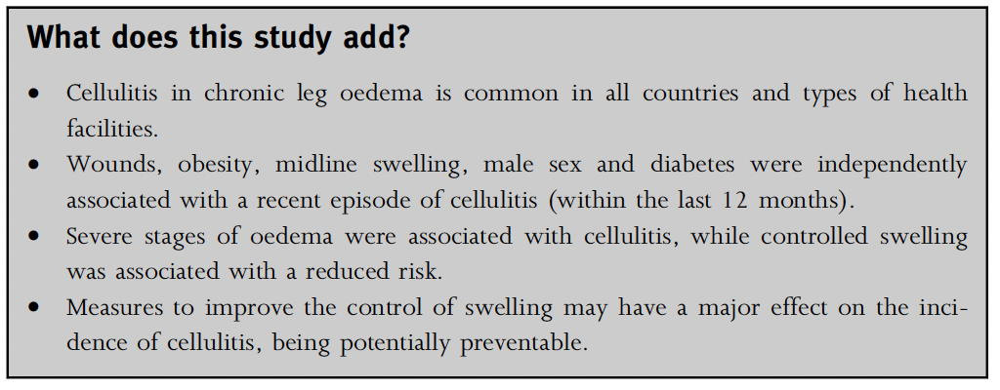 What does this study add?
• Cellulitis in chronic leg oedema is common in all countries and types of health
facilities.
• Wounds, obesity, midline swelling, male sex and diabetes were independently
associated with a recent episode of cellulitis (within the last 12 months).
• Severe stages of oedema were associated with cellulitis, while controlled swelling
was associated with a reduced risk.
• Measures to improve the control of swelling may have a major effect on the inci-
dence of cellulitis, being potentially preventable.